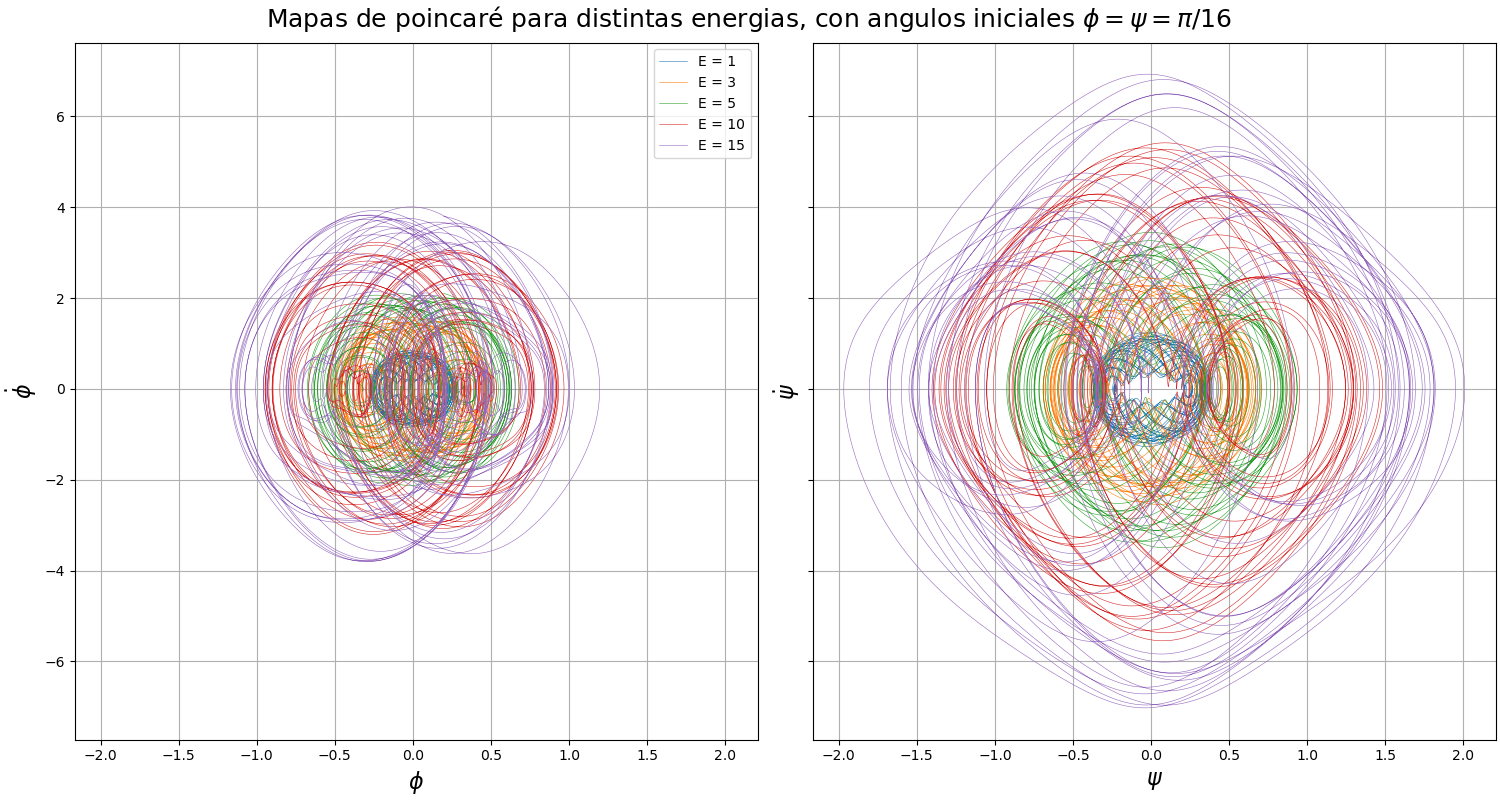 Mapas de poincaré para distintas energias, con angulos iniciales ϕ = ψ = π/16
E = 1
E = 3
E = 5
E = 10
E = 15
6
4
2
0
−2
−4
−6
ϕ̇
−2.0 −1.5 −1.0 −0.5 0.0 0.5 1.0 1.5 2.0
ϕ
ψ̇
−2.0 −1.5 −1.0 −0.5 0.0 0.5 1.0 1.5 2.0
ψ